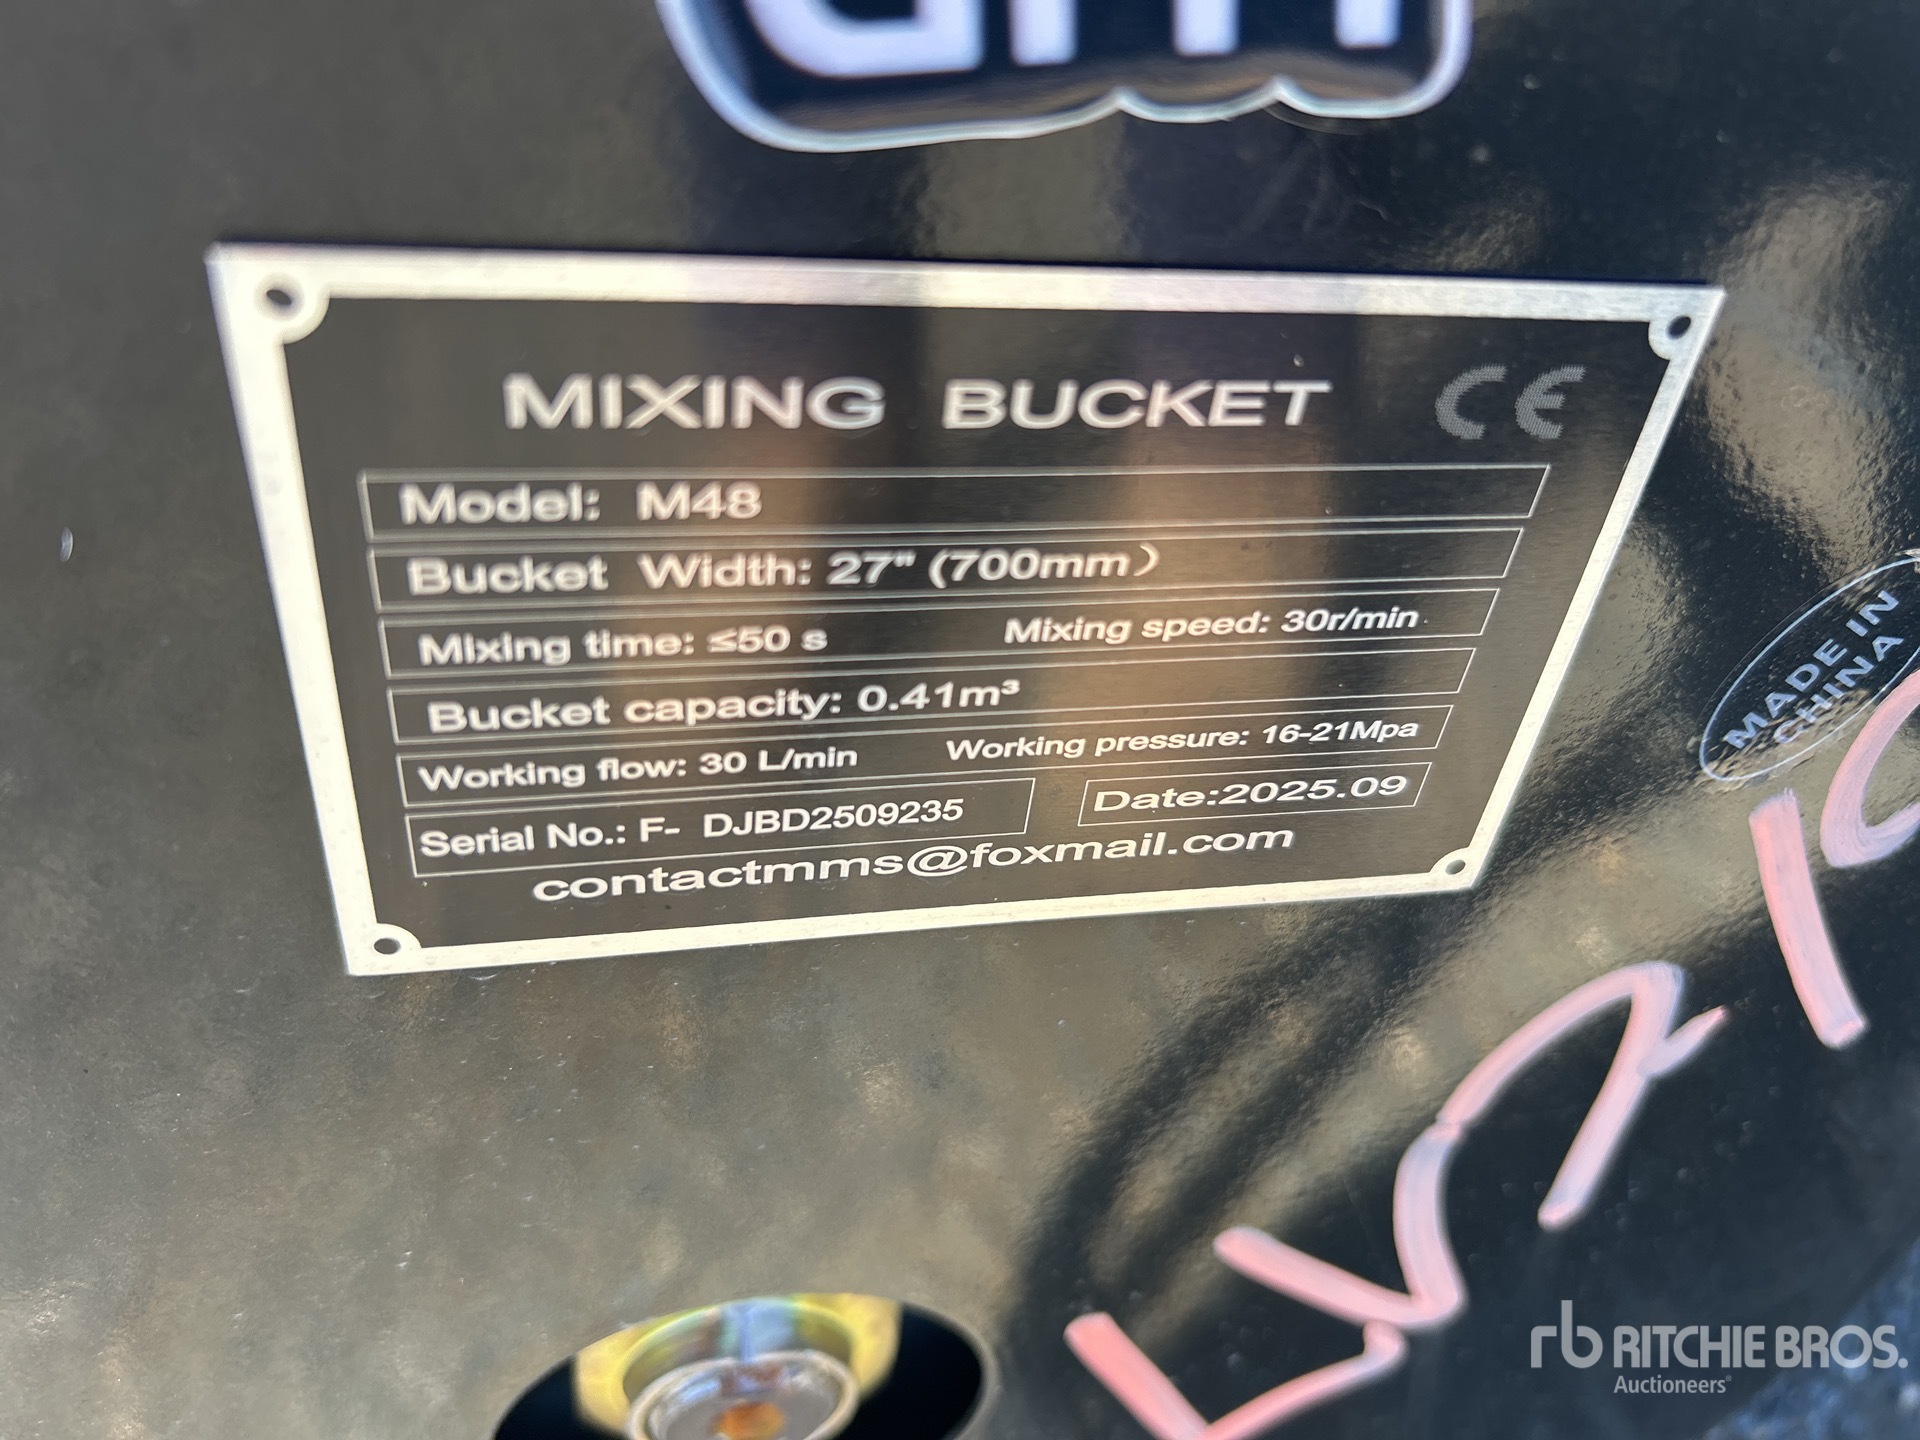 MIXING BUCKET CE
Model: M48
Bucket Width: 27" (700mm）
Mixing time: ≤50 s Mixing speed: 30r/min
Bucket capacity: 0.41m³
Working flow: 30 L/min Working pressure: 16-21Mpa
Serial No.: F- DJBD2509235 Date:2025.09
contactmms@foxmail.com
MADE IN
CHINA
rb RITCHIE BROS.
Auctioneers